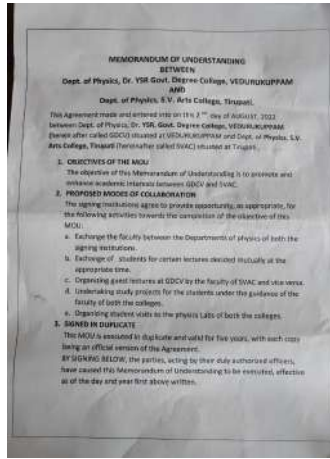 MEMORANDUM OF UNDERSTANDING
BETWEEN
Dept. of Physics, Dr. YSR Govt. Degree College, VEDURUKUPPAM
AND
Dept. of Physics, S.V. Arts College, Tirupati.
This Agreement made and entered into on this 2nd day of AUGUST, 2022
between Dept. of Physics, Dr. YSR. Govt. Degree College, VEDURUKUPPAM
(herein after called GDCV) situated at VEDURUKUPPAM and Dept. of Physics, S.V.
Arts College, Tirupati (hereinafter called SVAC) situated at Tirupati.
1. OBJECTIVES OF THE MOU
The objective of this Memorandum of Understanding is to promote and
enhance academic interests between GDCV and SVAC.
2. PROPOSED MODES OF COLLABORATION
The signing institutions agree to provide opportunity, as appropriate, for
the following activities towards the completion of the objective of this
MOU:
a. Exchange the faculty between the Departments of physics of both the
signing institutions.
b. Exchange of students for certain lectures decided mutually at the
appropriate time.
c. Organizing guest lectures at GDCV by the faculty of SVAC and vice versa.
d. Undertaking study projects for the students under the guidance of the
faculty of both the colleges.
e. Organizing student visits to the physics Labs of both the colleges.
3. SIGNED IN DUPLICATE
This MOU is executed in duplicate and valid for five years, with each copy
being an official version of the Agreement.
BY SIGNING BELOW, the parties, acting by their duly authorized officers,
have caused this Memorandum of Understanding to be executed, effective
as of the day and year first above written.